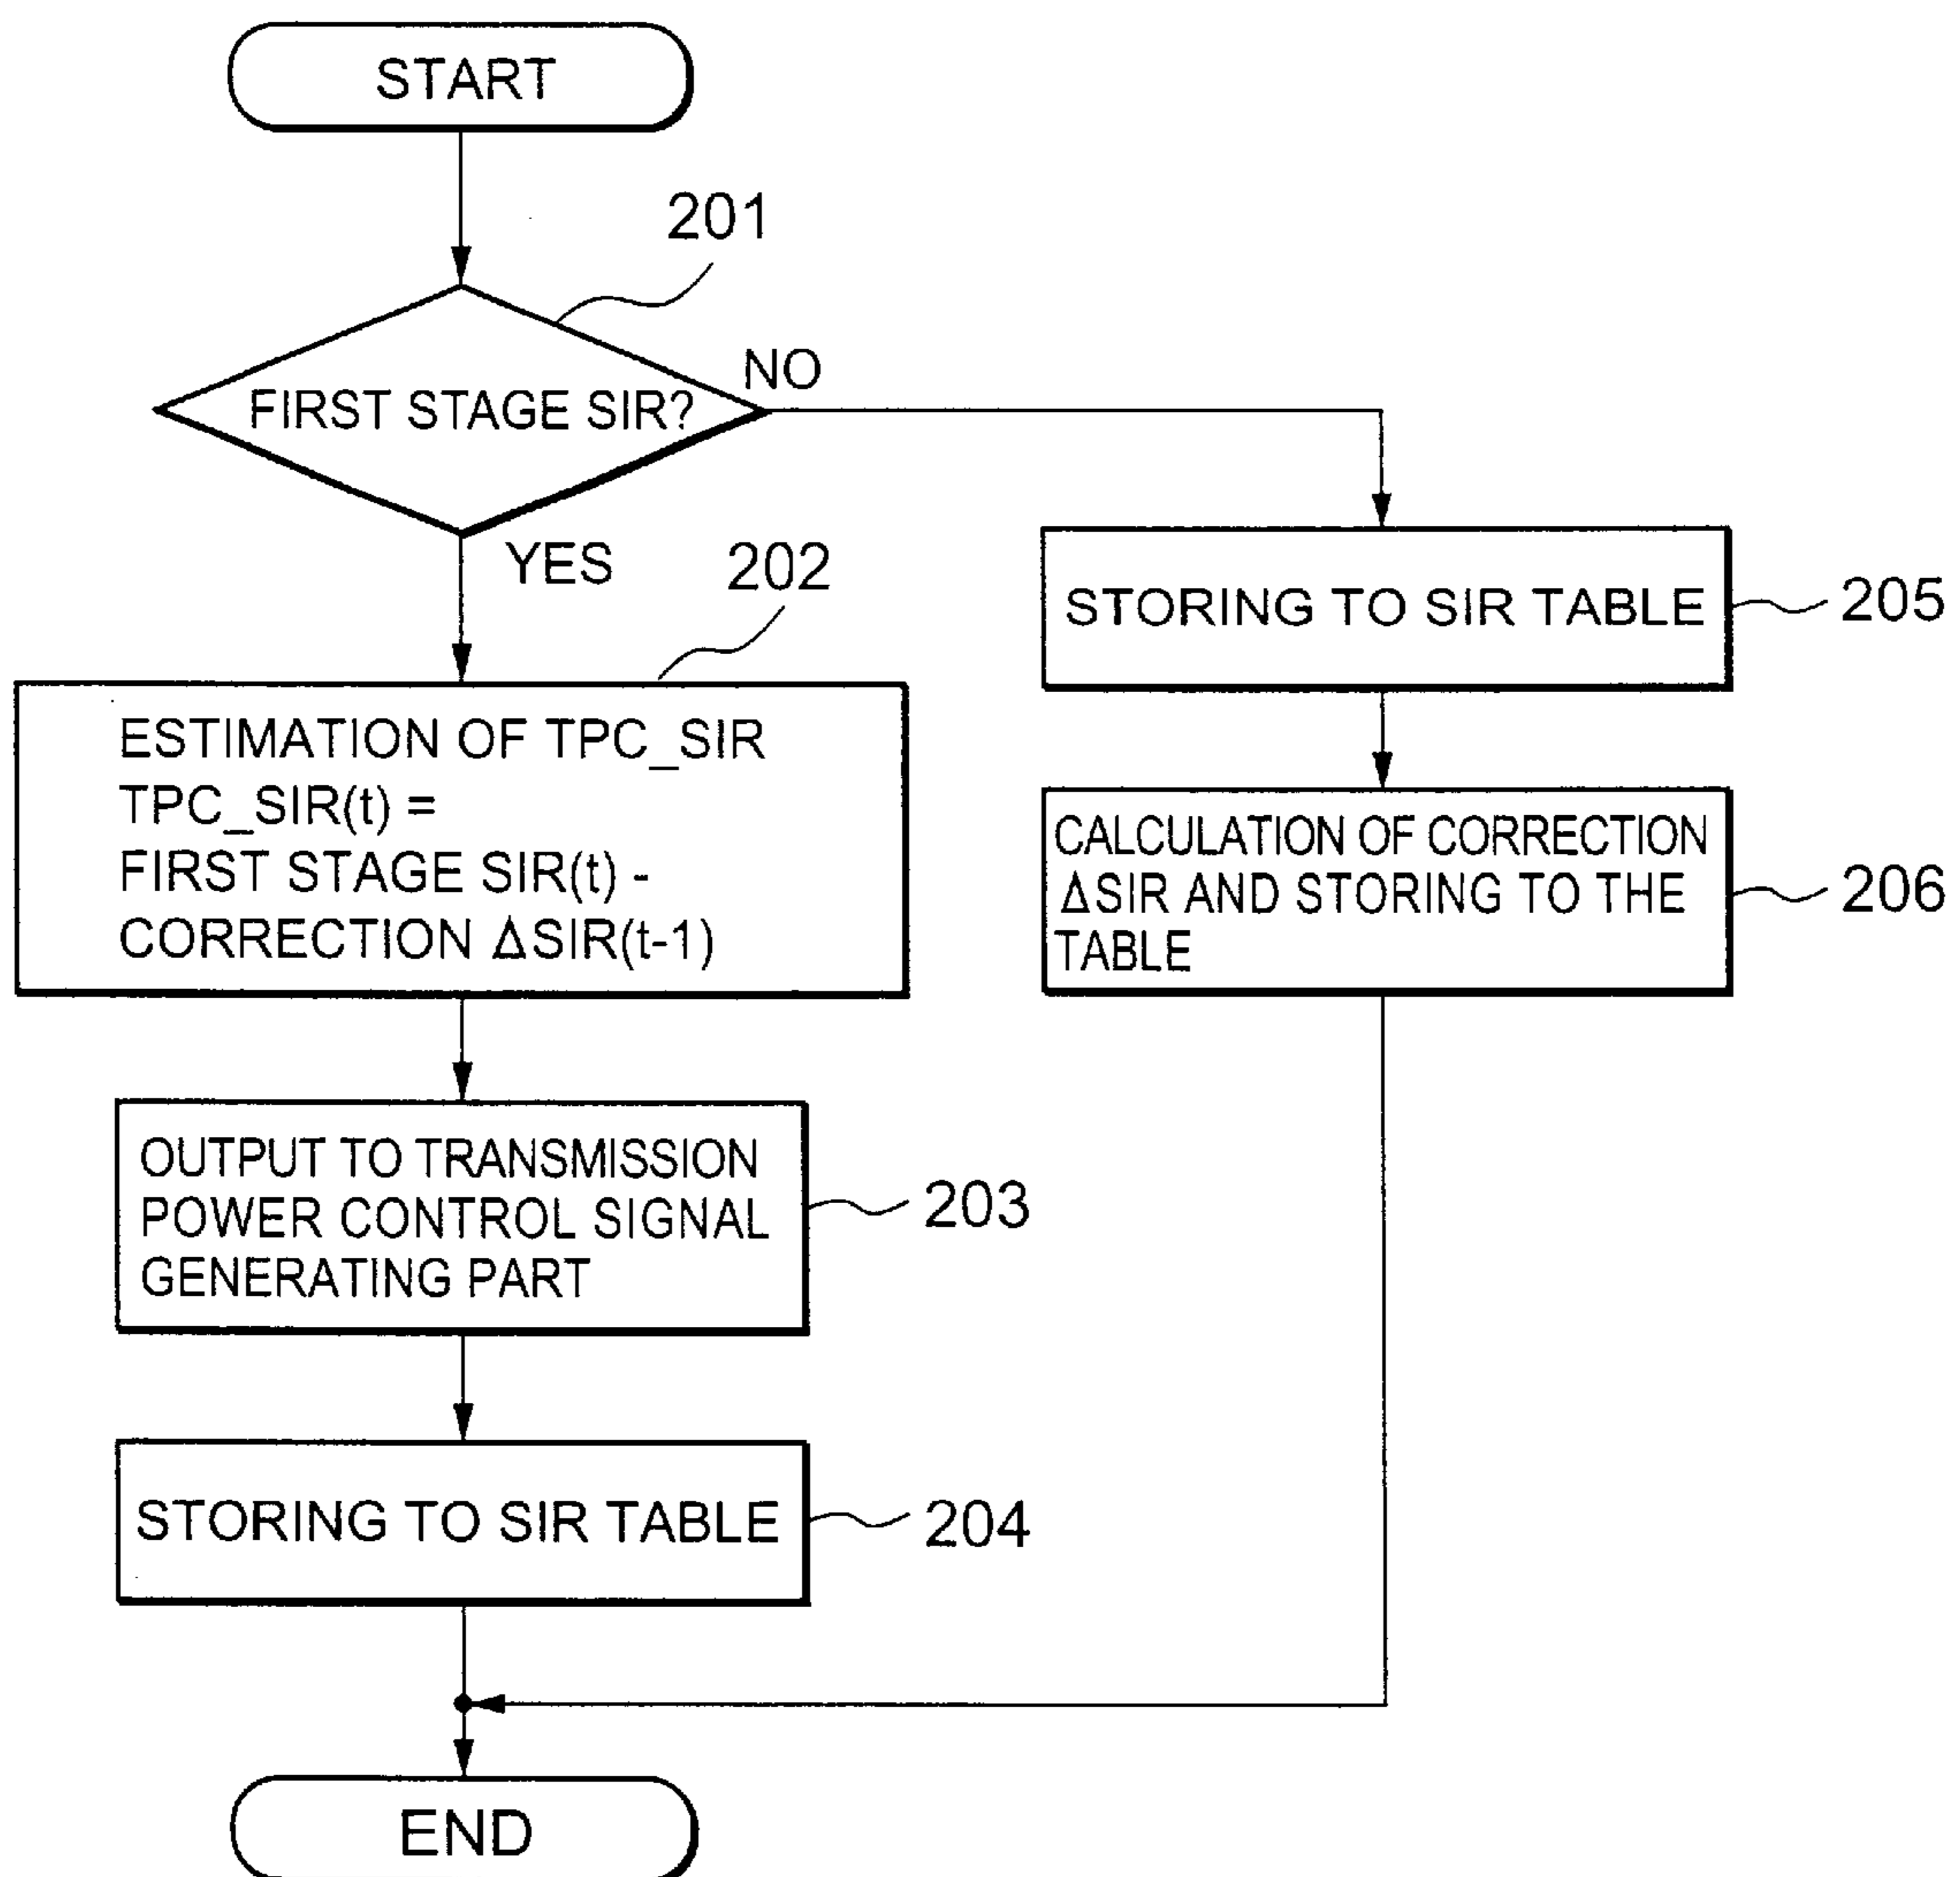 START
201
FIRST STAGE SIR?
NO
YES
202
ESTIMATION OF TPC_SIR
TPC_SIR(t) =
FIRST STAGE SIR(t) -
CORRECTION ΔSIR(t-1)
OUTPUT TO TRANSMISSION
POWER CONTROL SIGNAL
GENERATING PART
203
STORING TO SIR TABLE
204
STORING TO SIR TABLE
205
CALCULATION OF CORRECTION
ΔSIR AND STORING TO THE
TABLE
206
END